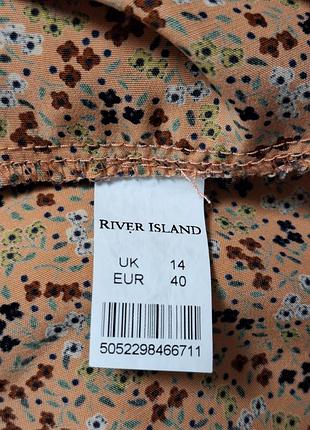 RIVER ISLAND
UK 14
EUR 40
5052298466711